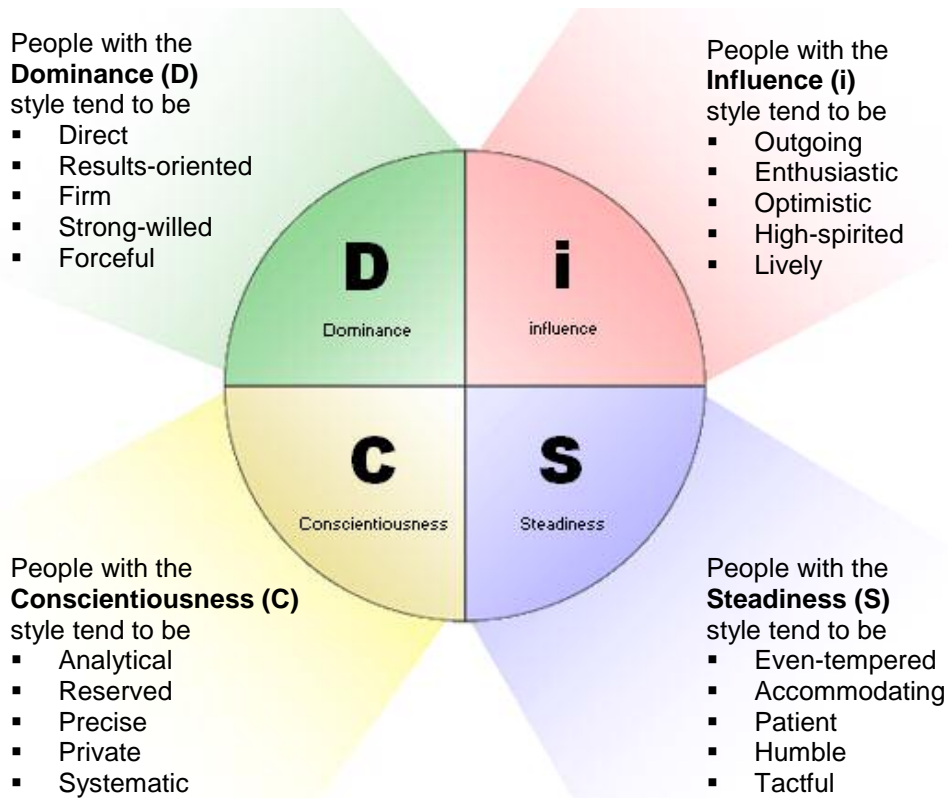 People with the
Dominance (D)
style tend to be
▪ Direct
▪ Results-oriented
▪ Firm
▪ Strong-willed
▪ Forceful
People with the
Influence (i)
style tend to be
▪ Outgoing
▪ Enthusiastic
▪ Optimistic
▪ High-spirited
▪ Lively
D
Dominance
i
influence
C
Conscientiousness
S
Steadiness
People with the
Conscientiousness (C)
style tend to be
▪ Analytical
▪ Reserved
▪ Precise
▪ Private
▪ Systematic
People with the
Steadiness (S)
style tend to be
▪ Even-tempered
▪ Accommodating
▪ Patient
▪ Humble
▪ Tactful